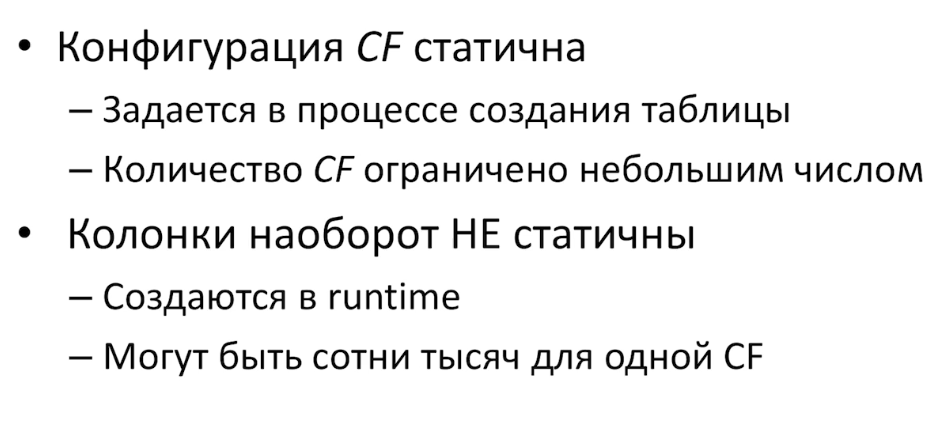 • Конфигурация CF статична
– Задается в процессе создания таблицы
– Количество CF ограничено небольшим числом
• Колонки наоборот НЕ статичны
– Создаются в runtime
– Могут быть сотни тысяч для одной CF